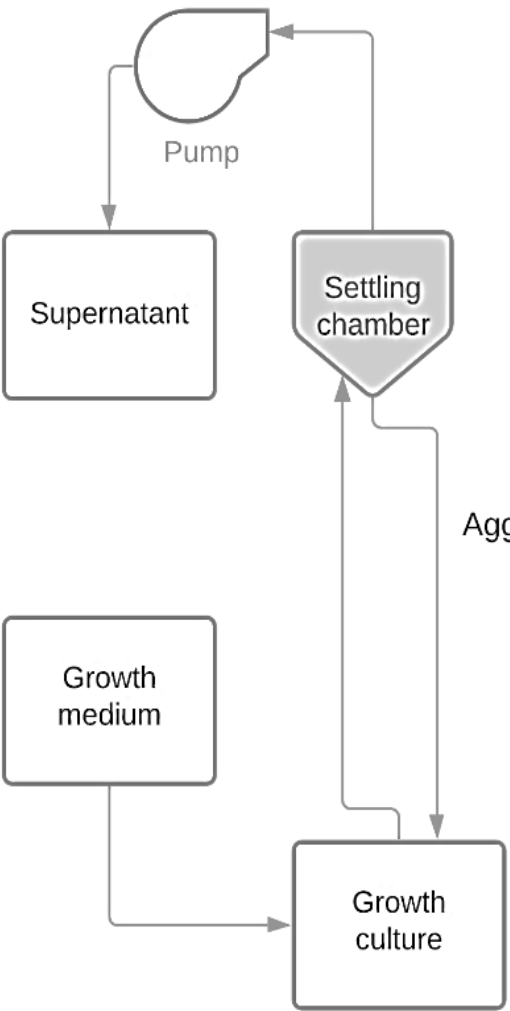 Pump
Supernatant
Settling
chamber
Growth
medium
Growth
culture